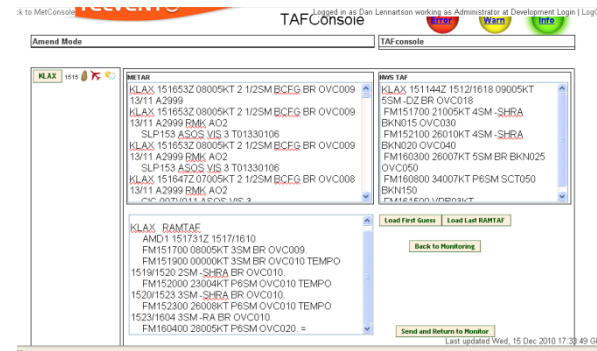 k to MetConsole
TAFConsole
Logged in as Dan Lennartson working as Administrator at Development Login | LogO
Error
Warn
Info
Amend Mode
TAFconsole
KLAX 1515
METAR
KLAX 151653Z 08005KT 2 1/2SM BCFG BR OVC009
13/11 A2999
KLAX 151653Z 08005KT 2 1/2SM BCFG BR OVC009
13/11 A2999 RMK AO2
SLP153 ASOS VIS 3 T01330106
KLAX 151653Z 08005KT 2 1/2SM BCFG BR OVC009
13/11 A2999 RMK AO2
SLP153 ASOS VIS 3 T01330106
KLAX 151647Z 07005KT 2 1/2SM BCFG BR OVC008
13/11 A2999 RMK AO2
NWS TAF
KLAX 151144Z 1512/1618 09005KT
5SM -DZ BR OVC018
FM151700 21005KT 4SM -SHRA
BKN015 OVC030
FM152100 26010KT 4SM -SHRA
BKN020 OVC040
FM160300 26007KT 5SM BR BKN025
OVC050
FM160800 34007KT P6SM SCT050
BKN150
FM161500 VRB03KT
KLAX RAMTAF
AMD1 151731Z 1517/1610
FM151700 08005KT 3SM BR OVC009.
FM151900 00000KT 3SM BR OVC010 TEMPO
1519/1520 2SM -SHRA BR OVC010.
FM152000 23004KT P6SM OVC010 TEMPO
1520/1523 3SM -SHRA BR OVC010.
FM152300 26008KT P6SM OVC010 TEMPO
1523/1604 3SM -RA BR OVC010.
FM160400 28005KT P6SM OVC020. =
Load First Guess
Load Last RAMTAF
Back to Monitoring
Send and Return to Monitor
Last updated Wed, 15 Dec 2010 17:33:49 G